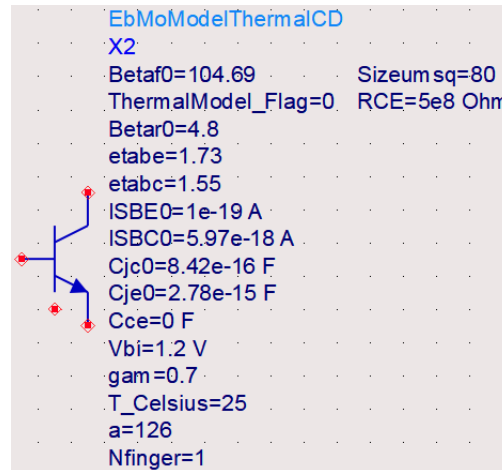 EbMoModelThermalCD
X2
Betaf0=104.69 Sizeumsq=80
ThermalModel_Flag=0 RCE=5e8 Ohm
Betar0=4.8
etabe=1.73
etabc=1.55
ISBE0=1e-19 A
ISBC0=5.97e-18 A
Cjc0=8.42e-16 F
Cje0=2.78e-15 F
Cce=0 F
Vbi=1.2 V
gam=0.7
T_Celsius=25
a=126
Nfinger=1